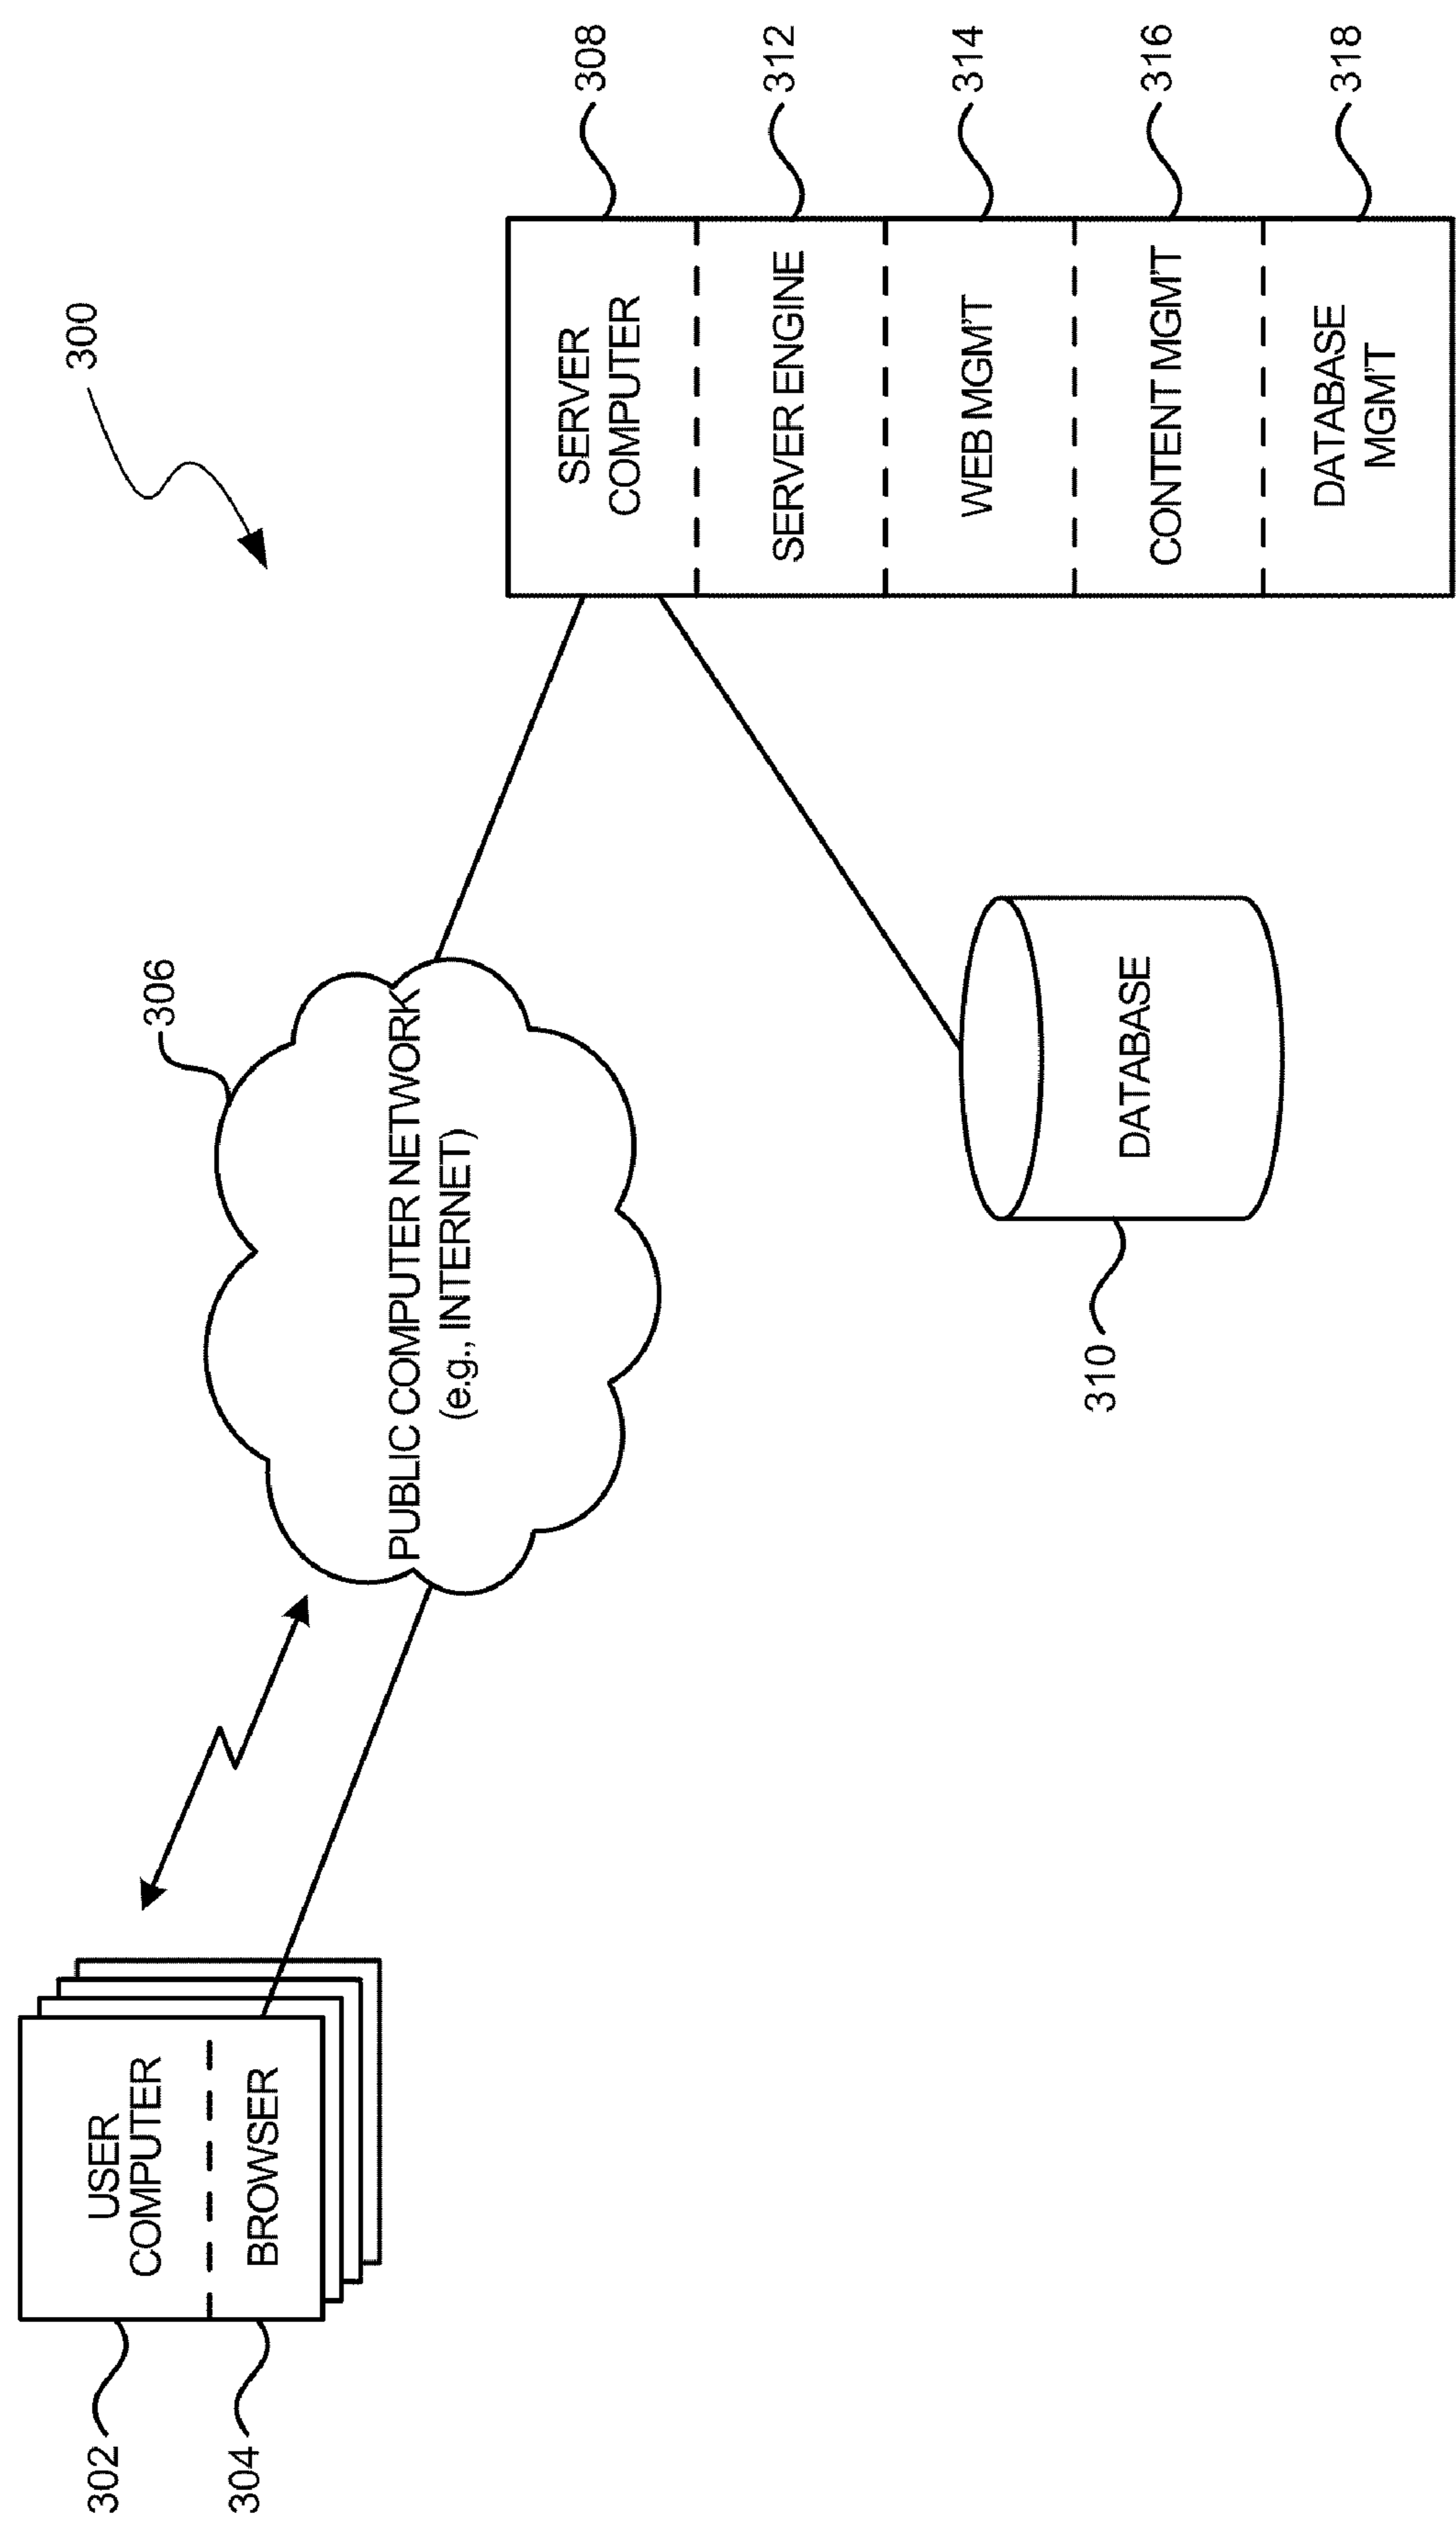 300
302
USER
COMPUTER
304
BROWSER
306
PUBLIC COMPUTER NETWORK
(e.g., INTERNET)
308
SERVER
COMPUTER
312
SERVER ENGINE
314
WEB MGM'T
316
CONTENT MGM'T
318
DATABASE
MGM'T
310
DATABASE